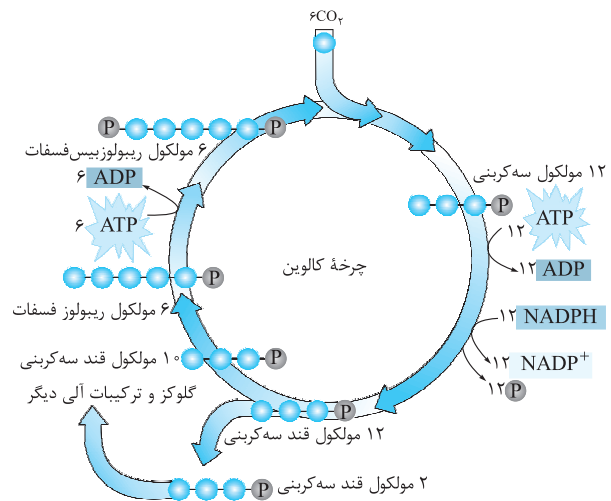 ۶CO۲
۱۲ مولکول سه‌کربنی
P
۱۲ ATP
۱۲ ADP
۱۲ NADPH
۱۲ NADP+
۱۲ P
P
۱۲ مولکول قند سه‌کربنی
P
۲ مولکول قند سه‌کربنی
گلوکز و ترکیبات آلی دیگر
P
۱۰ مولکول قند سه‌کربنی
P
۶ مولکول ریبولوز فسفات
۶ ATP
۶ ADP
P P
۶ مولکول ریبولوزبیس‌فسفات
چرخهٔ کالوین